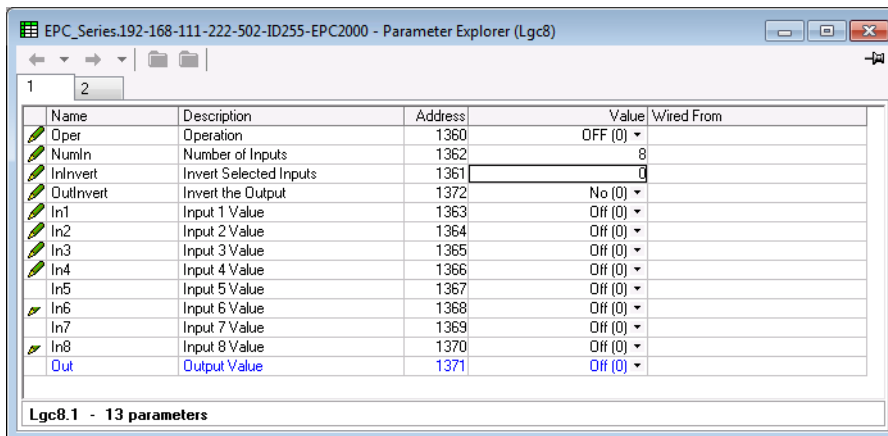 EPC_Series.192-168-111-222-502-ID255-EPC2000 - Parameter Explorer (Lgc8)
1 2
Name Description Address Value Wired From
Oper Operation 1360 OFF (0)
NumIn Number of Inputs 1362 8
InInvert Invert Selected Inputs 1361 0
OutInvert Invert the Output 1372 No (0)
In1 Input 1 Value 1363 Off (0)
In2 Input 2 Value 1364 Off (0)
In3 Input 3 Value 1365 Off (0)
In4 Input 4 Value 1366 Off (0)
In5 Input 5 Value 1367 Off (0)
In6 Input 6 Value 1368 Off (0)
In7 Input 7 Value 1369 Off (0)
In8 Input 8 Value 1370 Off (0)
Out Output Value 1371 Off (0)
Lgc8.1 - 13 parameters